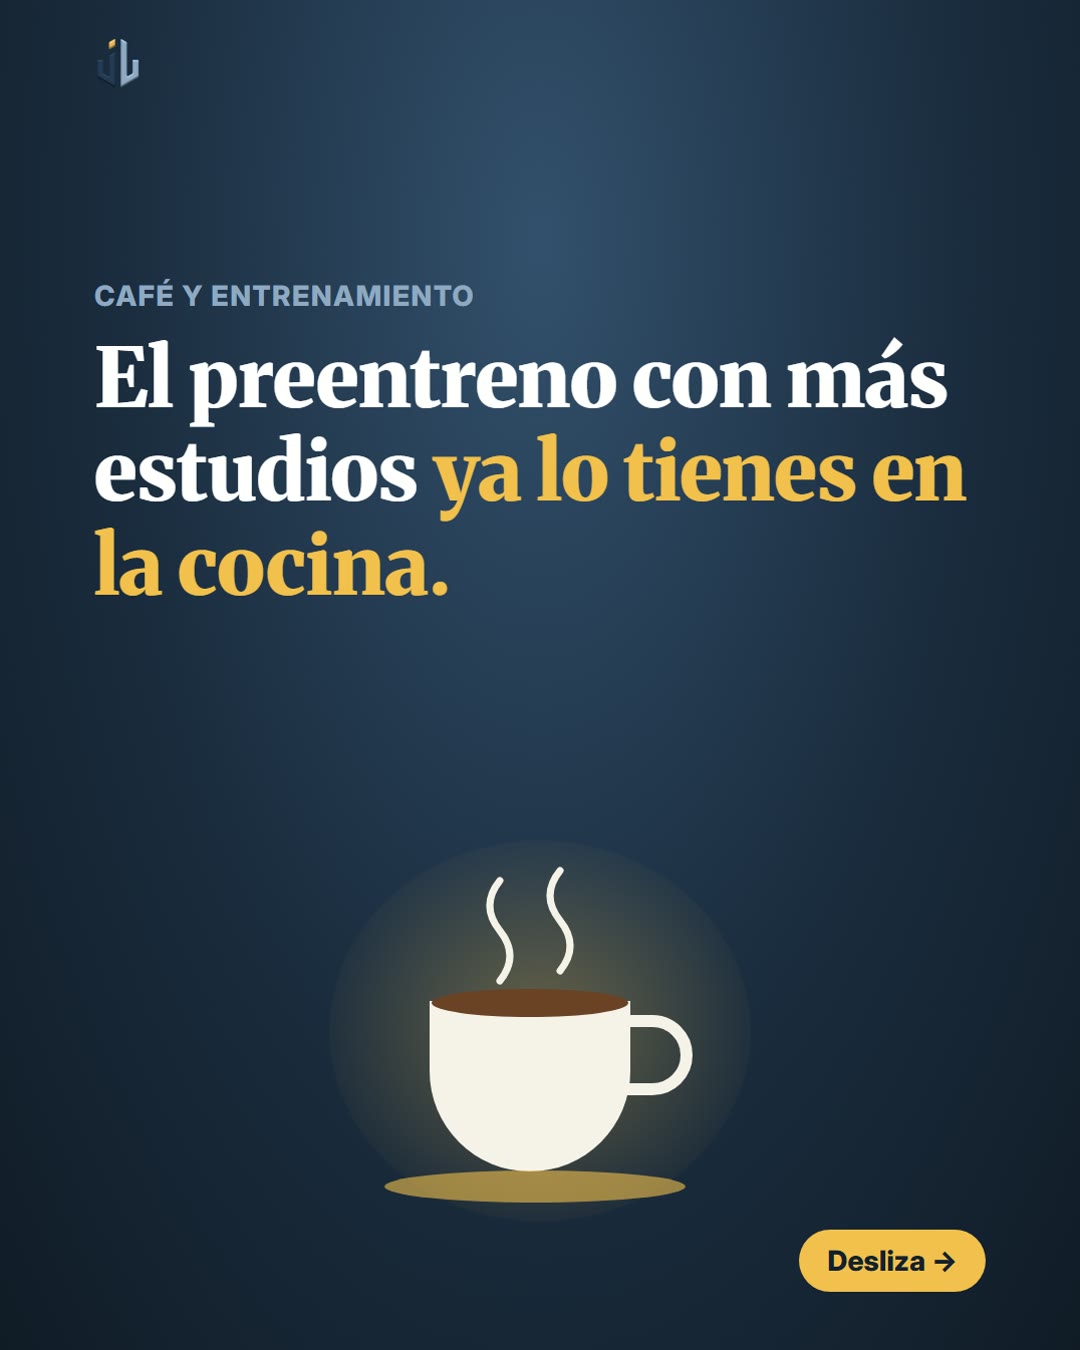 CAFÉ Y ENTRENAMIENTO
El preentreno con más
estudios ya lo tienes en
la cocina.
Desliza →